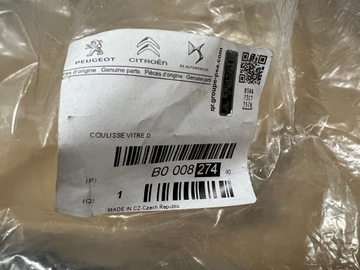 PEUGEOT CITROËN DS AUTOMOBILES
Pièces d'origine Genuine parts Pièces d'origine Genuine parts
COULISSE VITRE D
(P) B0 008 274 80
(Q) 1
MADE IN CZ-Czech Republic